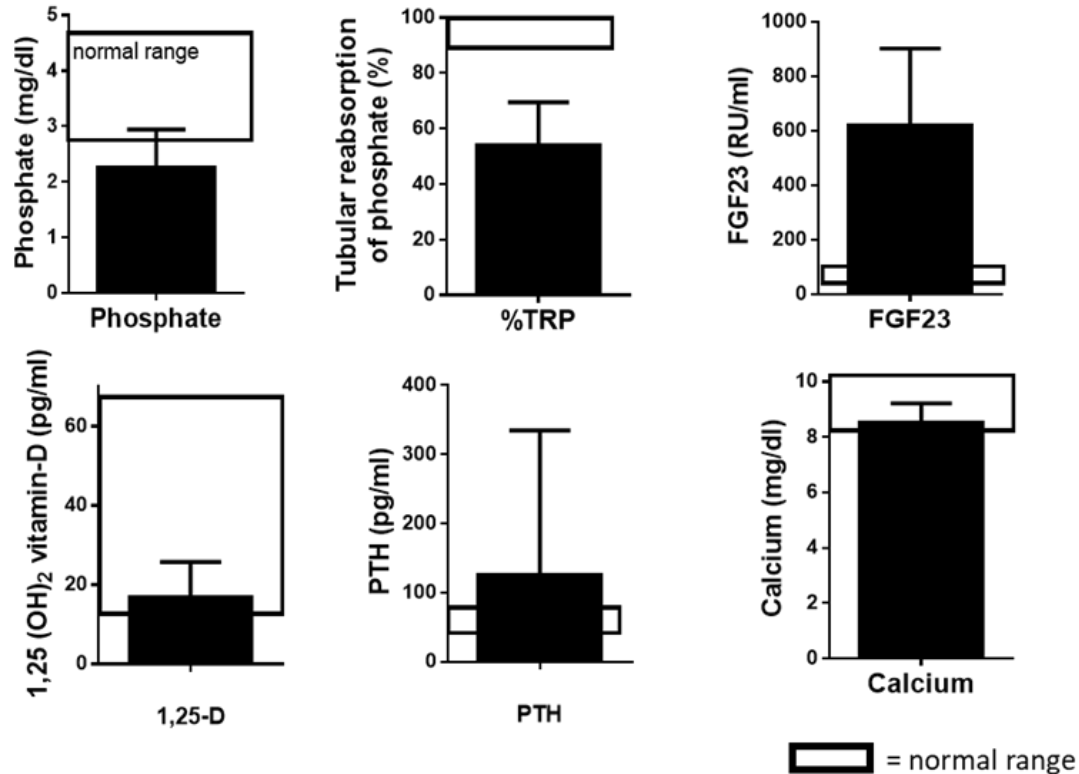 Phosphate (mg/dl)
5
4
3
2
1
0
normal range
Phosphate
Tubular reabsorption
of phosphate (%)
100
80
60
40
20
0
%TRP
FGF23 (RU/ml)
1000
800
600
400
200
0
FGF23
1,25 (OH)₂ vitamin-D (pg/ml)
60
40
20
0
1,25-D
PTH (pg/ml)
400
300
200
100
0
PTH
Calcium (mg/dl)
10
8
6
4
2
0
Calcium
= normal range